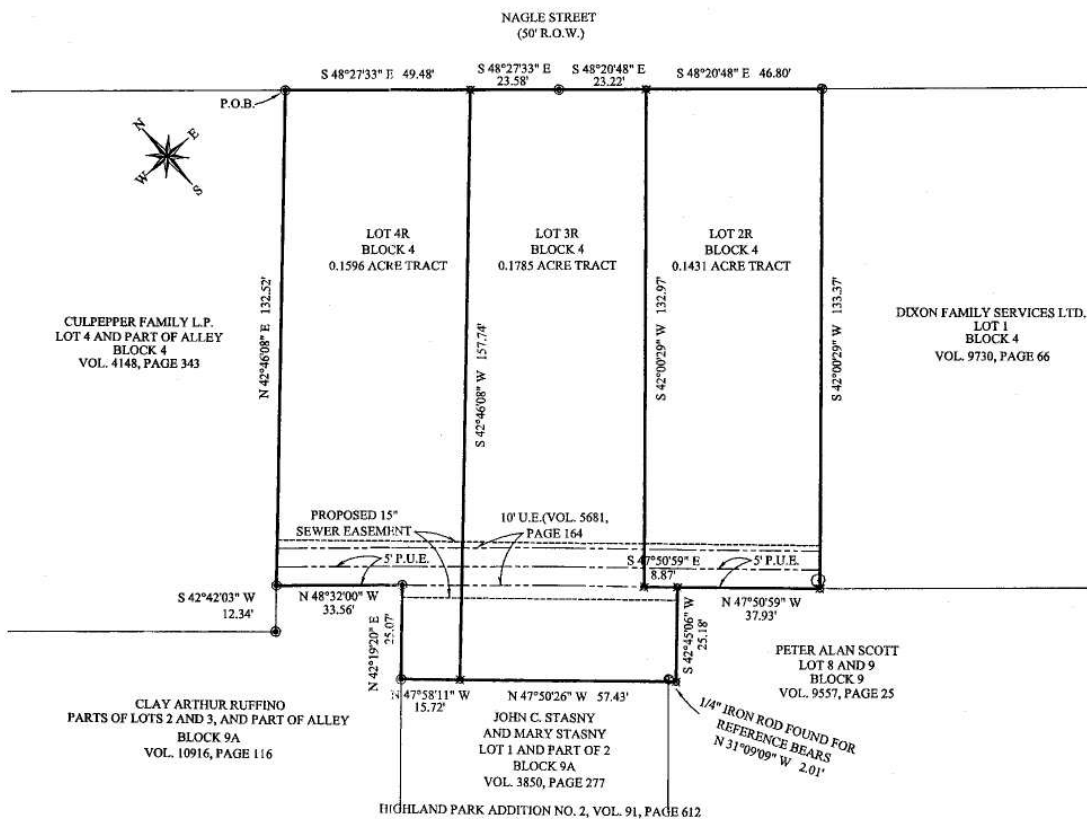 NAGLE STREET
(50' R.O.W.)
S 48°27'33" E 49.48'
S 48°27'33" E
23.58'
S 48°20'48" E
23.22'
S 48°20'48" E 46.80'
P.O.B.
N
E
W
S
LOT 4R
BLOCK 4
0.1596 ACRE TRACT
LOT 3R
BLOCK 4
0.1785 ACRE TRACT
LOT 2R
BLOCK 4
0.1431 ACRE TRACT
N 42°46'08" E 132.52'
S 42°46'08" W 157.74'
S 42°00'29" W 132.97'
S 42°00'29" W 133.37'
CULPEPPER FAMILY L.P.
LOT 4 AND PART OF ALLEY
BLOCK 4
VOL. 4148, PAGE 343
DIXON FAMILY SERVICES LTD.
LOT 1
BLOCK 4
VOL. 9730, PAGE 66
PROPOSED 15"
SEWER EASEMENT
10' U.E.(VOL. 5681,
PAGE 164
5' P.U.E.
S 47°50'59" E
8.87'
5' P.U.E.
S 42°42'03" W
12.34'
N 48°32'00" W
33.56'
N 42°19'20" E
25.07'
S 42°45'06" W
25.18'
N 47°50'59" W
37.93'
PETER ALAN SCOTT
LOT 8 AND 9
BLOCK 9
VOL. 9557, PAGE 25
N 47°58'11" W
15.72'
N 47°50'26" W 57.43'
1/4" IRON ROD FOUND FOR
REFERENCE BEARS
N 31°09'09" W 2.01'
CLAY ARTHUR RUFFINO
PARTS OF LOTS 2 AND 3, AND PART OF ALLEY
BLOCK 9A
VOL. 10916, PAGE 116
JOHN C. STASNY
AND MARY STASNY
LOT 1 AND PART OF 2
BLOCK 9A
VOL. 3850, PAGE 277
HIGHLAND PARK ADDITION NO. 2, VOL. 91, PAGE 612